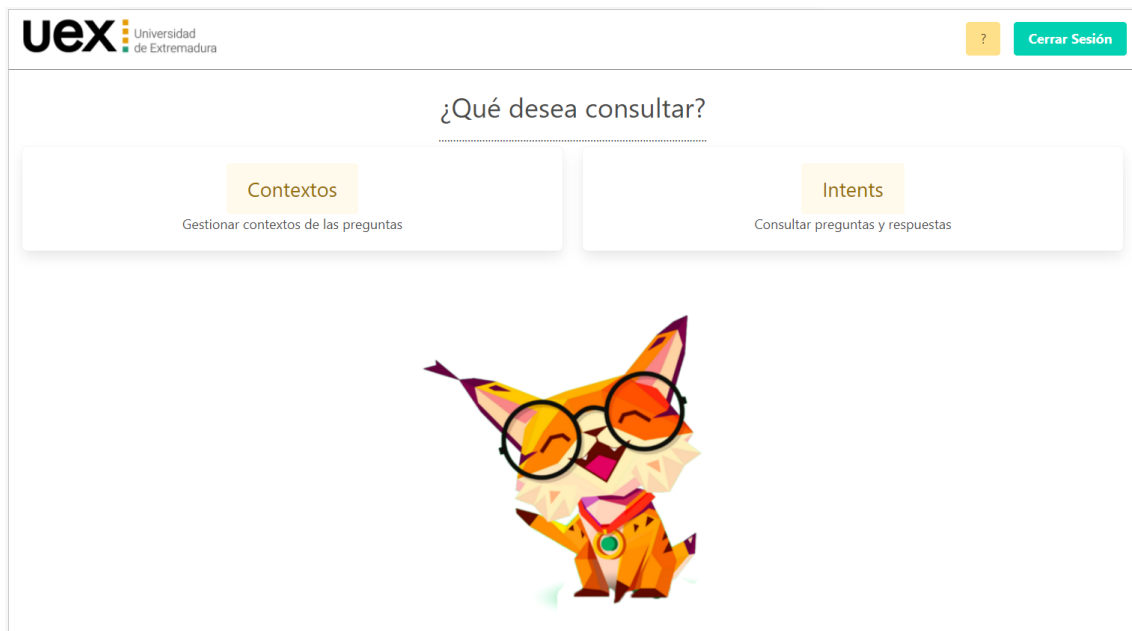 uex
Universidad
de Extremadura
?
Cerrar Sesión
¿Qué desea consultar?
Contextos
Gestionar contextos de las preguntas
Intents
Consultar preguntas y respuestas